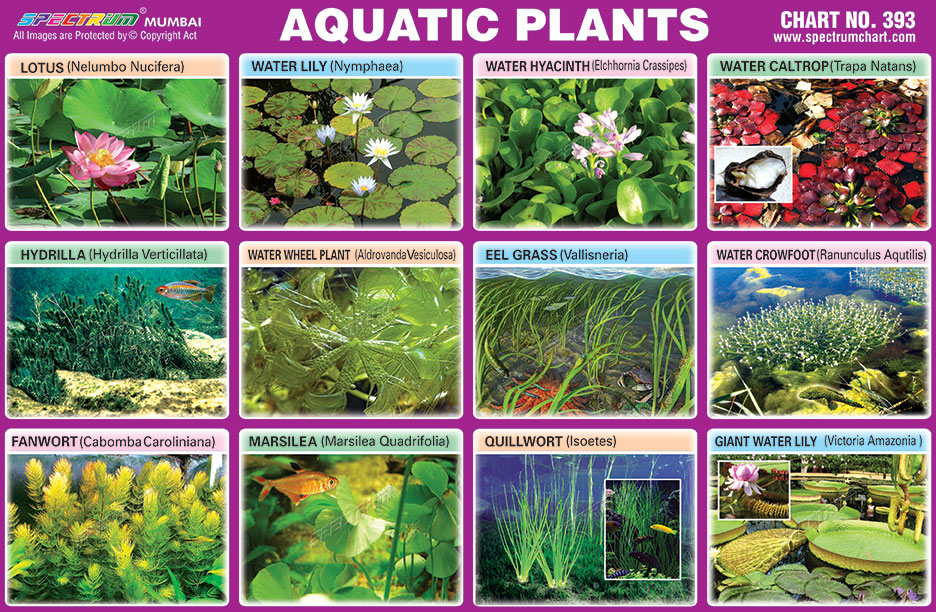 SPECTRUM® MUMBAI
All Images are Protected by © Copyright Act
AQUATIC PLANTS
CHART NO. 393
www.spectrumchart.com
LOTUS (Nelumbo Nucifera)
WATER LILY (Nymphaea)
WATER HYACINTH (Elchhornia Crassipes)
WATER CALTROP (Trapa Natans)
HYDRILLA (Hydrilla Verticillata)
WATER WHEEL PLANT (Aldrovanda Vesiculosa)
EEL GRASS (Vallisneria)
WATER CROWFOOT (Ranunculus Aqutilis)
FANWORT (Cabomba Caroliniana)
MARSILEA (Marsilea Quadrifolia)
QUILLWORT (Isoetes)
GIANT WATER LILY (Victoria Amazonia )